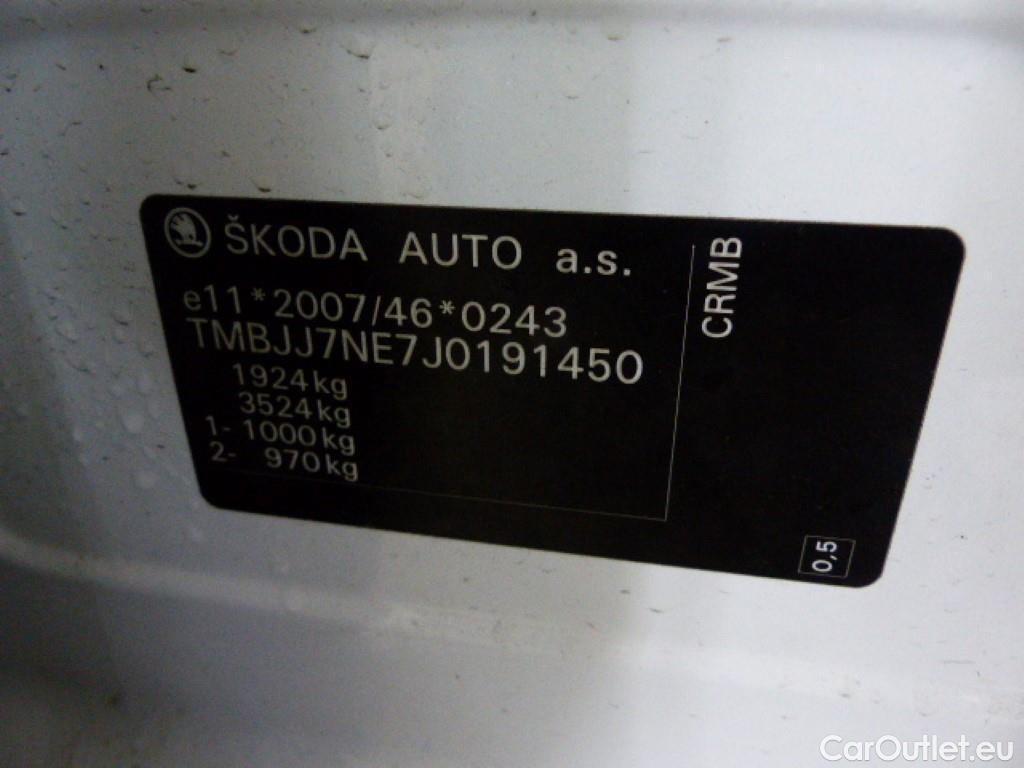 ŠKODA AUTO a.s.
e11*2007/46*0243
TMBJJ7NE7J0191450
1924kg
3524kg
1- 1000kg
2- 970kg
CRMB
0,5
CarOutlet.eu